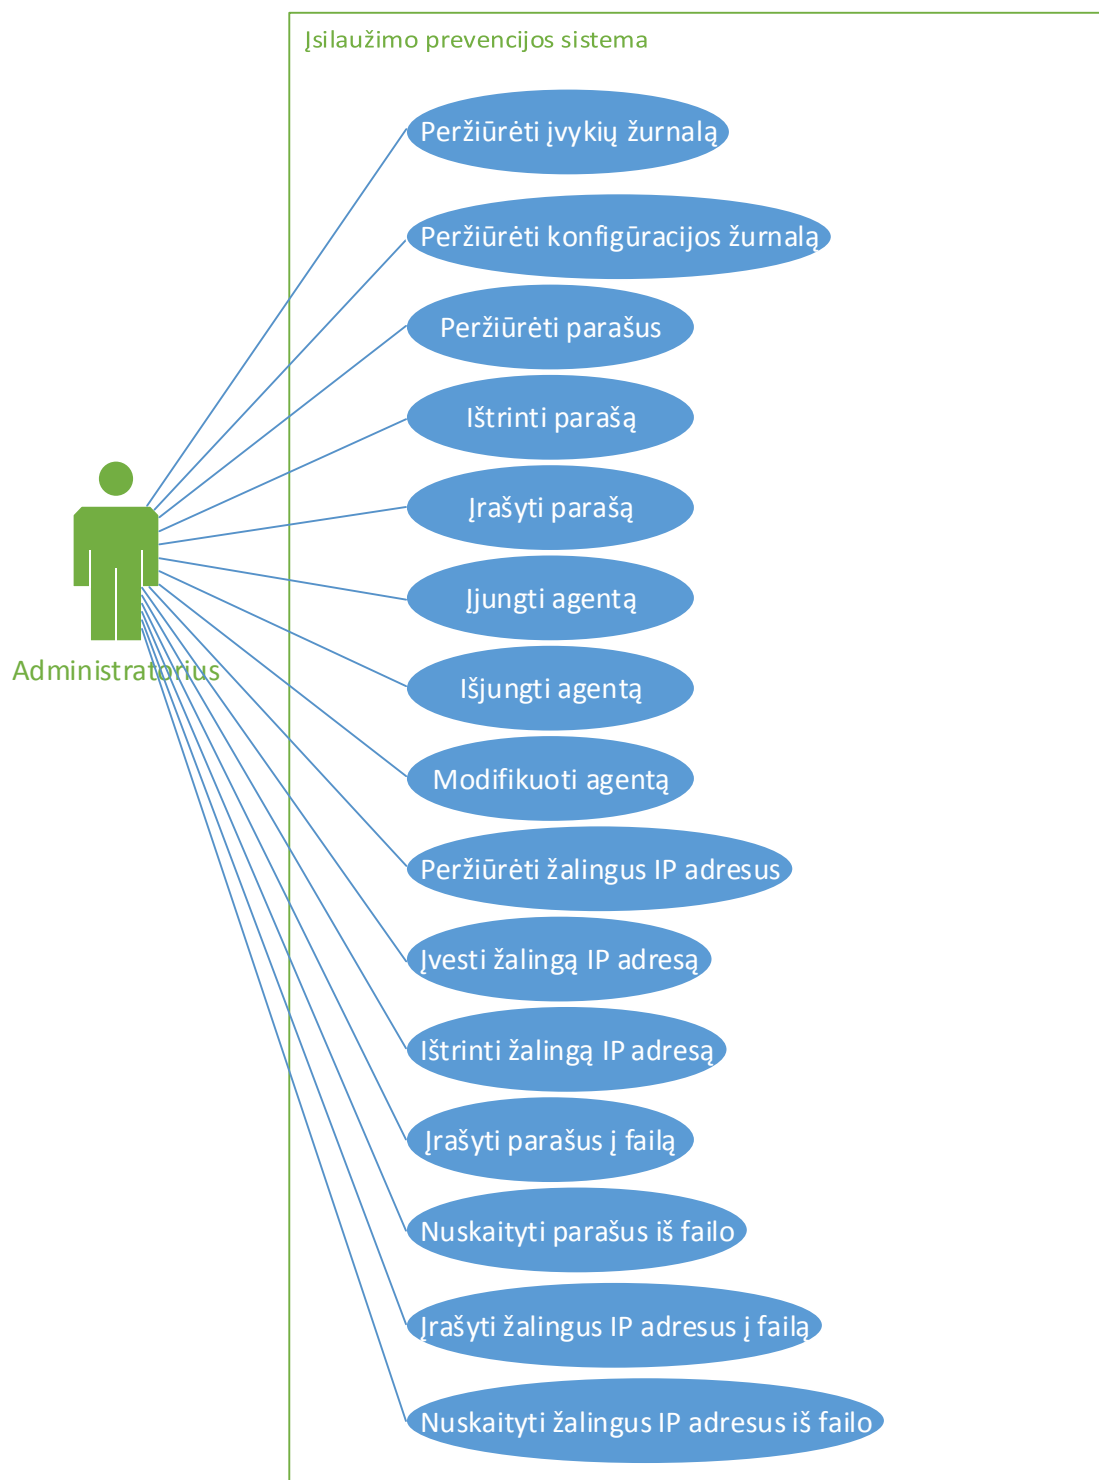 Įsilaužimo prevencijos sistema
Peržiūrėti įvykių žurnalą
Peržiūrėti konfigūracijos žurnalą
Peržiūrėti parašus
Ištrinti parašą
Įrašyti parašą
Įjungti agentą
Administratorius
Išjungti agentą
Modifikuoti agentą
Peržiūrėti žalingus IP adresus
Įvesti žalingą IP adresą
Ištrinti žalingą IP adresą
Įrašyti parašus į failą
Nuskaityti parašus iš failo
Įrašyti žalingus IP adresus į failą
Nuskaityti žalingus IP adresus iš failo